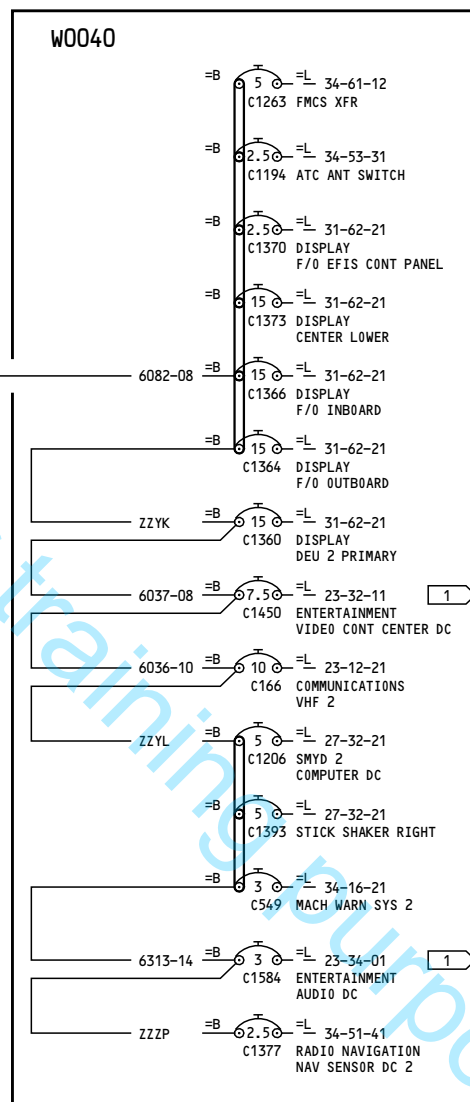 W0040
=B 5 =L 34-61-12
C1263 FMCS XFR
=B 2.5 =L 34-53-31
C1194 ATC ANT SWITCH
=B 2.5 =L 31-62-21
C1370 DISPLAY
F/O EFIS CONT PANEL
=B 15 =L 31-62-21
C1373 DISPLAY
CENTER LOWER
6082-08 =B 15 =L 31-62-21
C1366 DISPLAY
F/O INBOARD
=B 15 =L 31-62-21
C1364 DISPLAY
F/O OUTBOARD
ZZYK =B 15 =L 31-62-21
C1360 DISPLAY
DEU 2 PRIMARY
6037-08 =B 7.5 =L 23-32-11 1
C1450 ENTERTAINMENT
VIDEO CONT CENTER DC
6036-10 =B 10 =L 23-12-21
C166 COMMUNICATIONS
VHF 2
ZZYL =B 5 =L 27-32-21
C1206 SMYD 2
COMPUTER DC
=B 5 =L 27-32-21
C1393 STICK SHAKER RIGHT
=B 3 =L 34-16-21
C549 MACH WARN SYS 2
6313-14 =B 3 =L 23-34-01 1
C1584 ENTERTAINMENT
AUDIO DC
ZZZP =B 2.5 =L 34-51-41
C1377 RADIO NAVIGATION
NAV SENSOR DC 2
training purpo